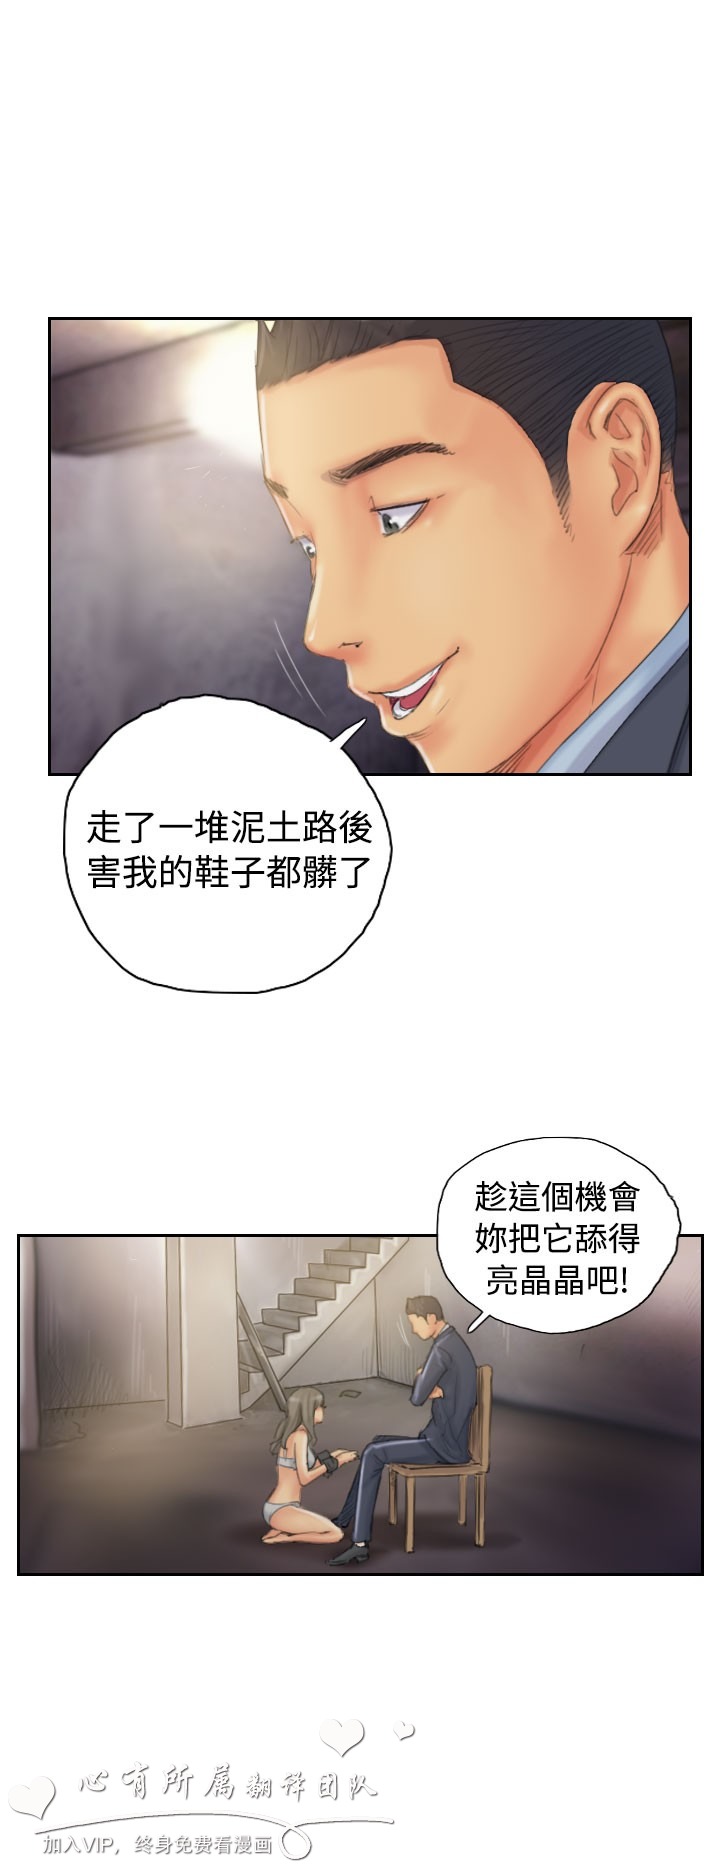 走了一堆泥土路後
害我的鞋子都髒了
趁這個機會
妳把它舔得
亮晶晶吧!
心有所属翻译团队
加入VIP，终身免费看漫画